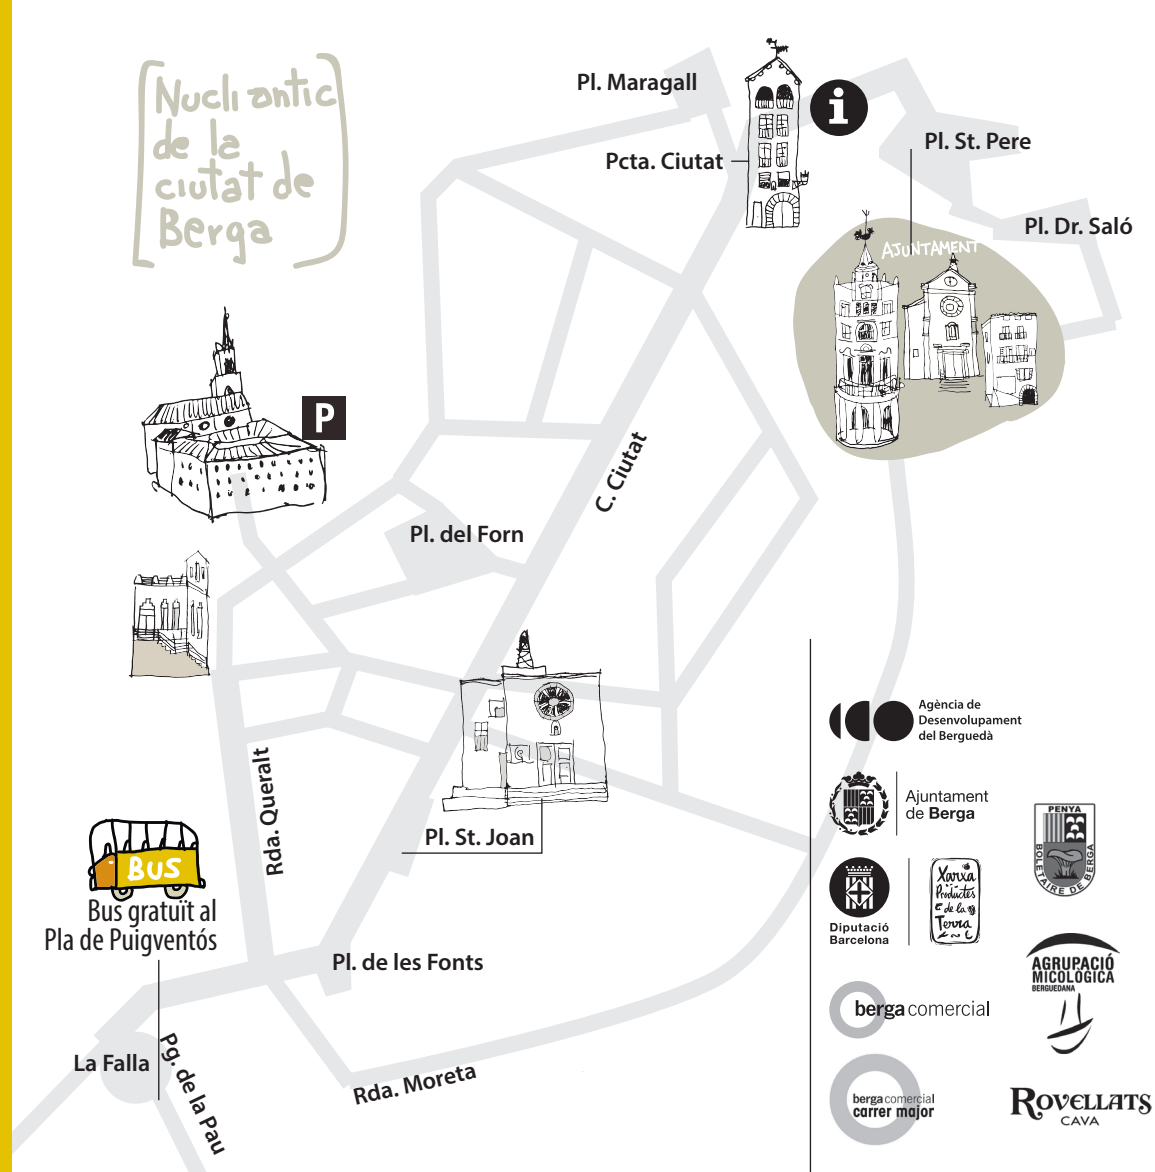 Nucli antic
de la
ciutat de
Berga
Pl. Maragall
i
Pcta. Ciutat
Pl. St. Pere
Pl. Dr. Saló
AJUNTAMENT
P
C. Ciutat
Pl. del Forn
Rda. Queralt
Pl. St. Joan
BUS
Bus gratuït al
Pla de Puigventós
Pl. de les Fonts
La Falla
Pg. de la Pau
Rda. Moreta
Agència de
Desenvolupament
del Berguedà
Ajuntament
de Berga
PENYA
BOLETAIRE DE BERGA
Diputació
Barcelona
Xarxa
Productes
de la
Terra
AGRUPACIÓ
MICOLÒGICA
BERGUEDANA
berga comercial
berga comercial
carrer major
ROVELLATS
CAVA